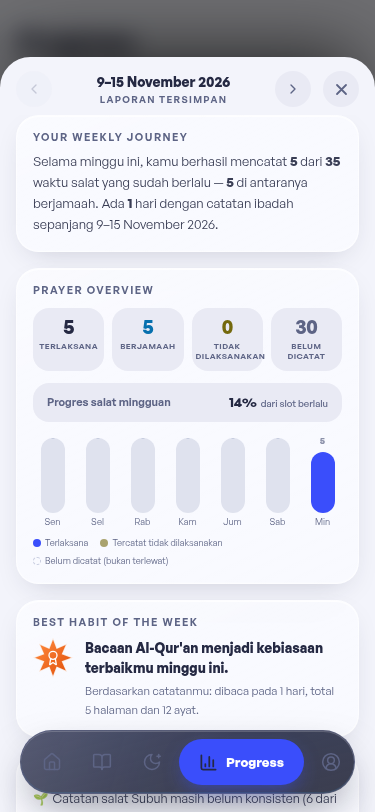 9–15 November 2026
LAPORAN TERSIMPAN
YOUR WEEKLY JOURNEY
Selama minggu ini, kamu berhasil mencatat 5 dari 35
waktu salat yang sudah berlalu — 5 di antaranya
berjamaah. Ada 1 hari dengan catatan ibadah
sepanjang 9–15 November 2026.
PRAYER OVERVIEW
5
TERLAKSANA
5
BERJAMAAH
0
TIDAK
DILAKSANAKAN
30
BELUM
DICATAT
Progres salat mingguan 14% dari slot berlalu
5
Sen Sel Rab Kam Jum Sab Min
Terlaksana Tercatat tidak dilaksanakan
Belum dicatat (bukan terlewat)
BEST HABIT OF THE WEEK
Bacaan Al-Qur'an menjadi kebiasaan
terbaikmu minggu ini.
Berdasarkan catatanmu: dibaca pada 1 hari, total
5 halaman dan 12 ayat.
Progress
🌱 Catatan salat Subuh masih belum konsisten (6 dari